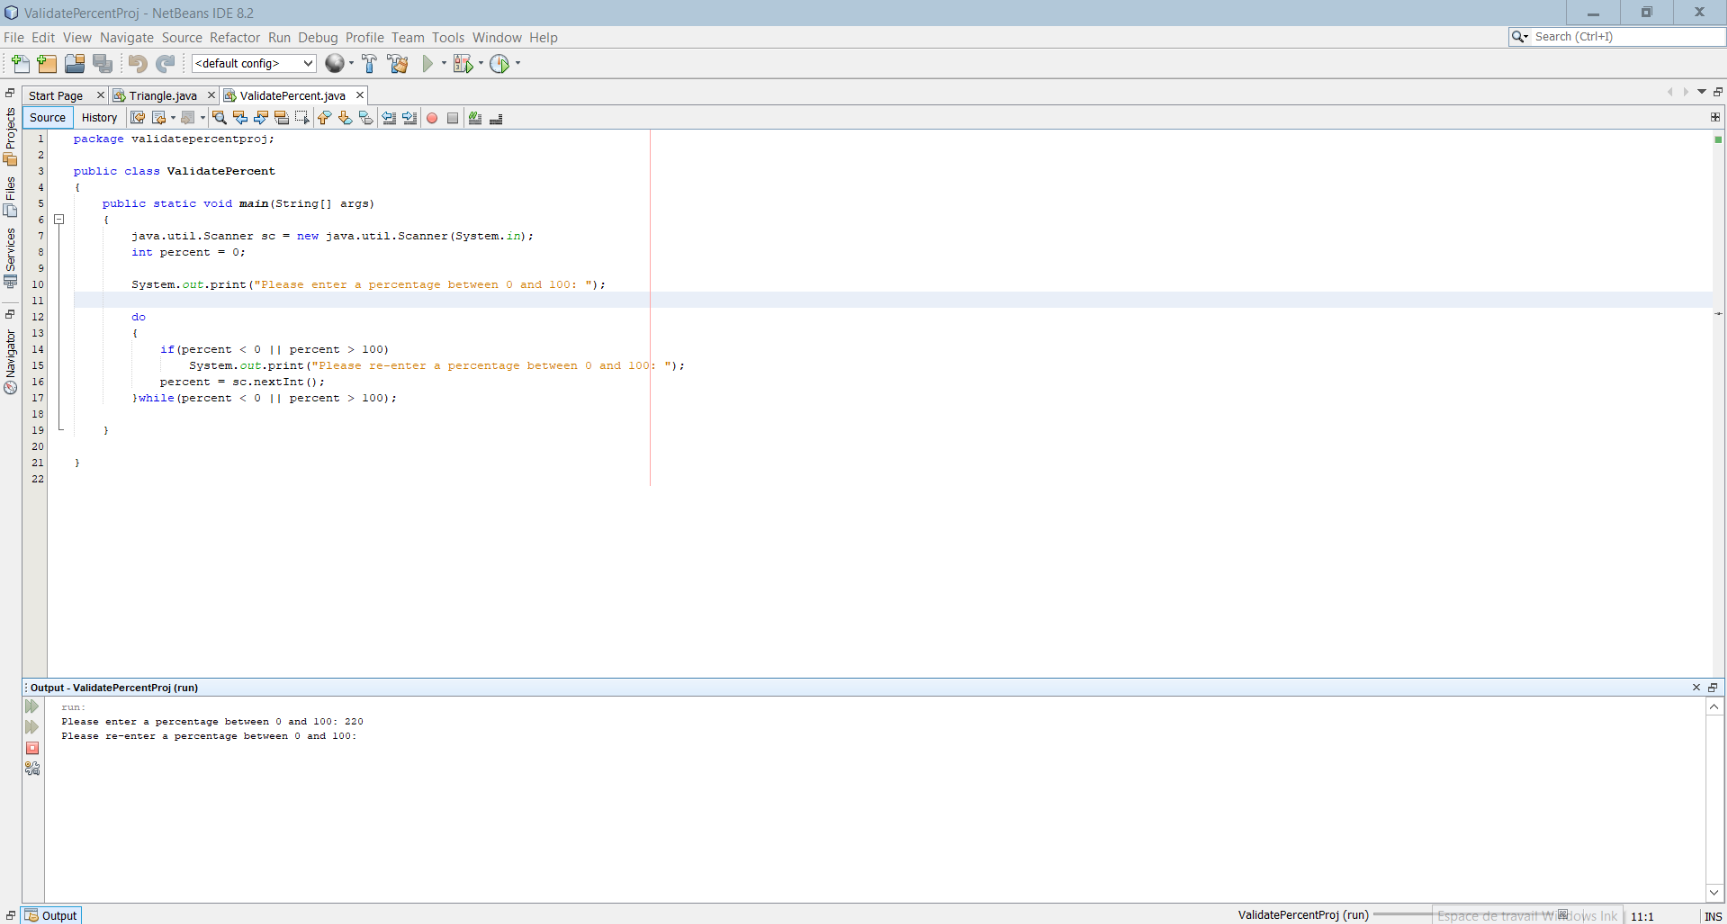 ValidatePercentProj - NetBeans IDE 8.2
File Edit View Navigate Source Refactor Run Debug Profile Team Tools Window Help
Search (Ctrl+I)
<default config>
Start Page Triangle.java ValidatePercent.java
Source History
Projects
Files
Services
Navigator
1 package validatepercentproj;
2
3 public class ValidatePercent
4 {
5 public static void main(String[] args)
6 {
7 java.util.Scanner sc = new java.util.Scanner(System.in);
8 int percent = 0;
9
10 System.out.print("Please enter a percentage between 0 and 100: ");
11
12 do
13 {
14 if(percent < 0 || percent > 100)
15 System.out.print("Please re-enter a percentage between 0 and 100: ");
16 percent = sc.nextInt();
17 }while(percent < 0 || percent > 100);
18
19 }
20
21 }
22
Output - ValidatePercentProj (run)
run:
Please enter a percentage between 0 and 100: 220
Please re-enter a percentage between 0 and 100:
Output
ValidatePercentProj (run) Espace de travail Windows Ink 11:1 INS